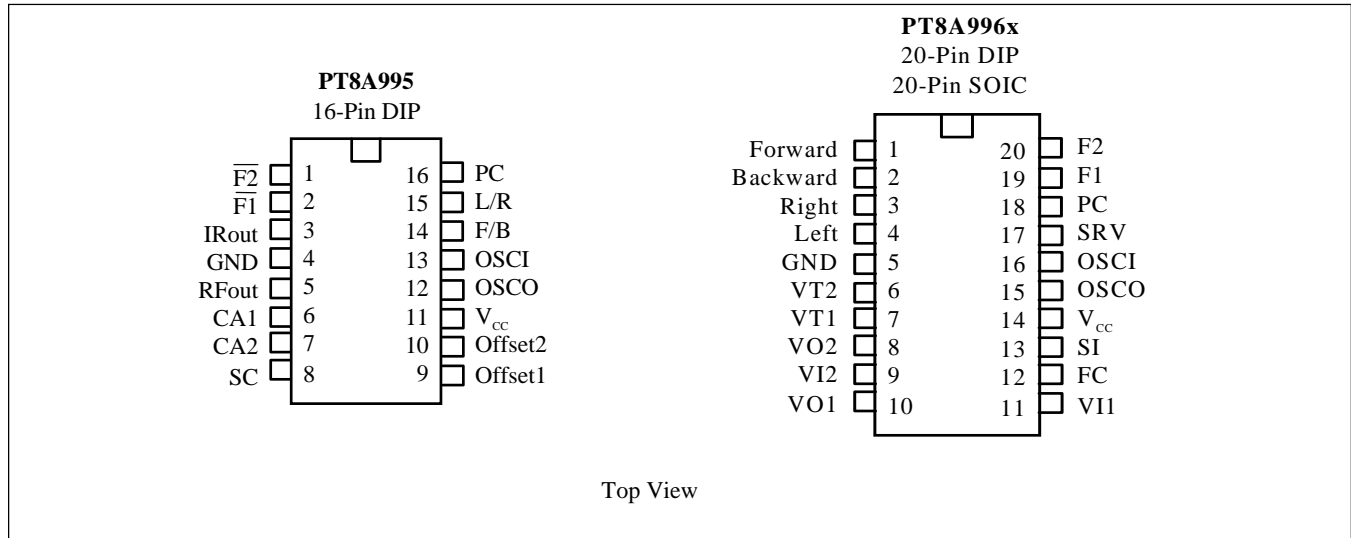 PT8A995
16-Pin DIP
F2 1 16 PC
F1 2 15 L/R
IRout 3 14 F/B
GND 4 13 OSCI
RFout 5 12 OSCO
CA1 6 11 VCC
CA2 7 10 Offset2
SC 8 9 Offset1
PT8A996x
20-Pin DIP
20-Pin SOIC
Forward 1 20 F2
Backward 2 19 F1
Right 3 18 PC
Left 4 17 SRV
GND 5 16 OSCI
VT2 6 15 OSCO
VT1 7 14 VCC
VO2 8 13 SI
VI2 9 12 FC
VO1 10 11 VI1
Top View